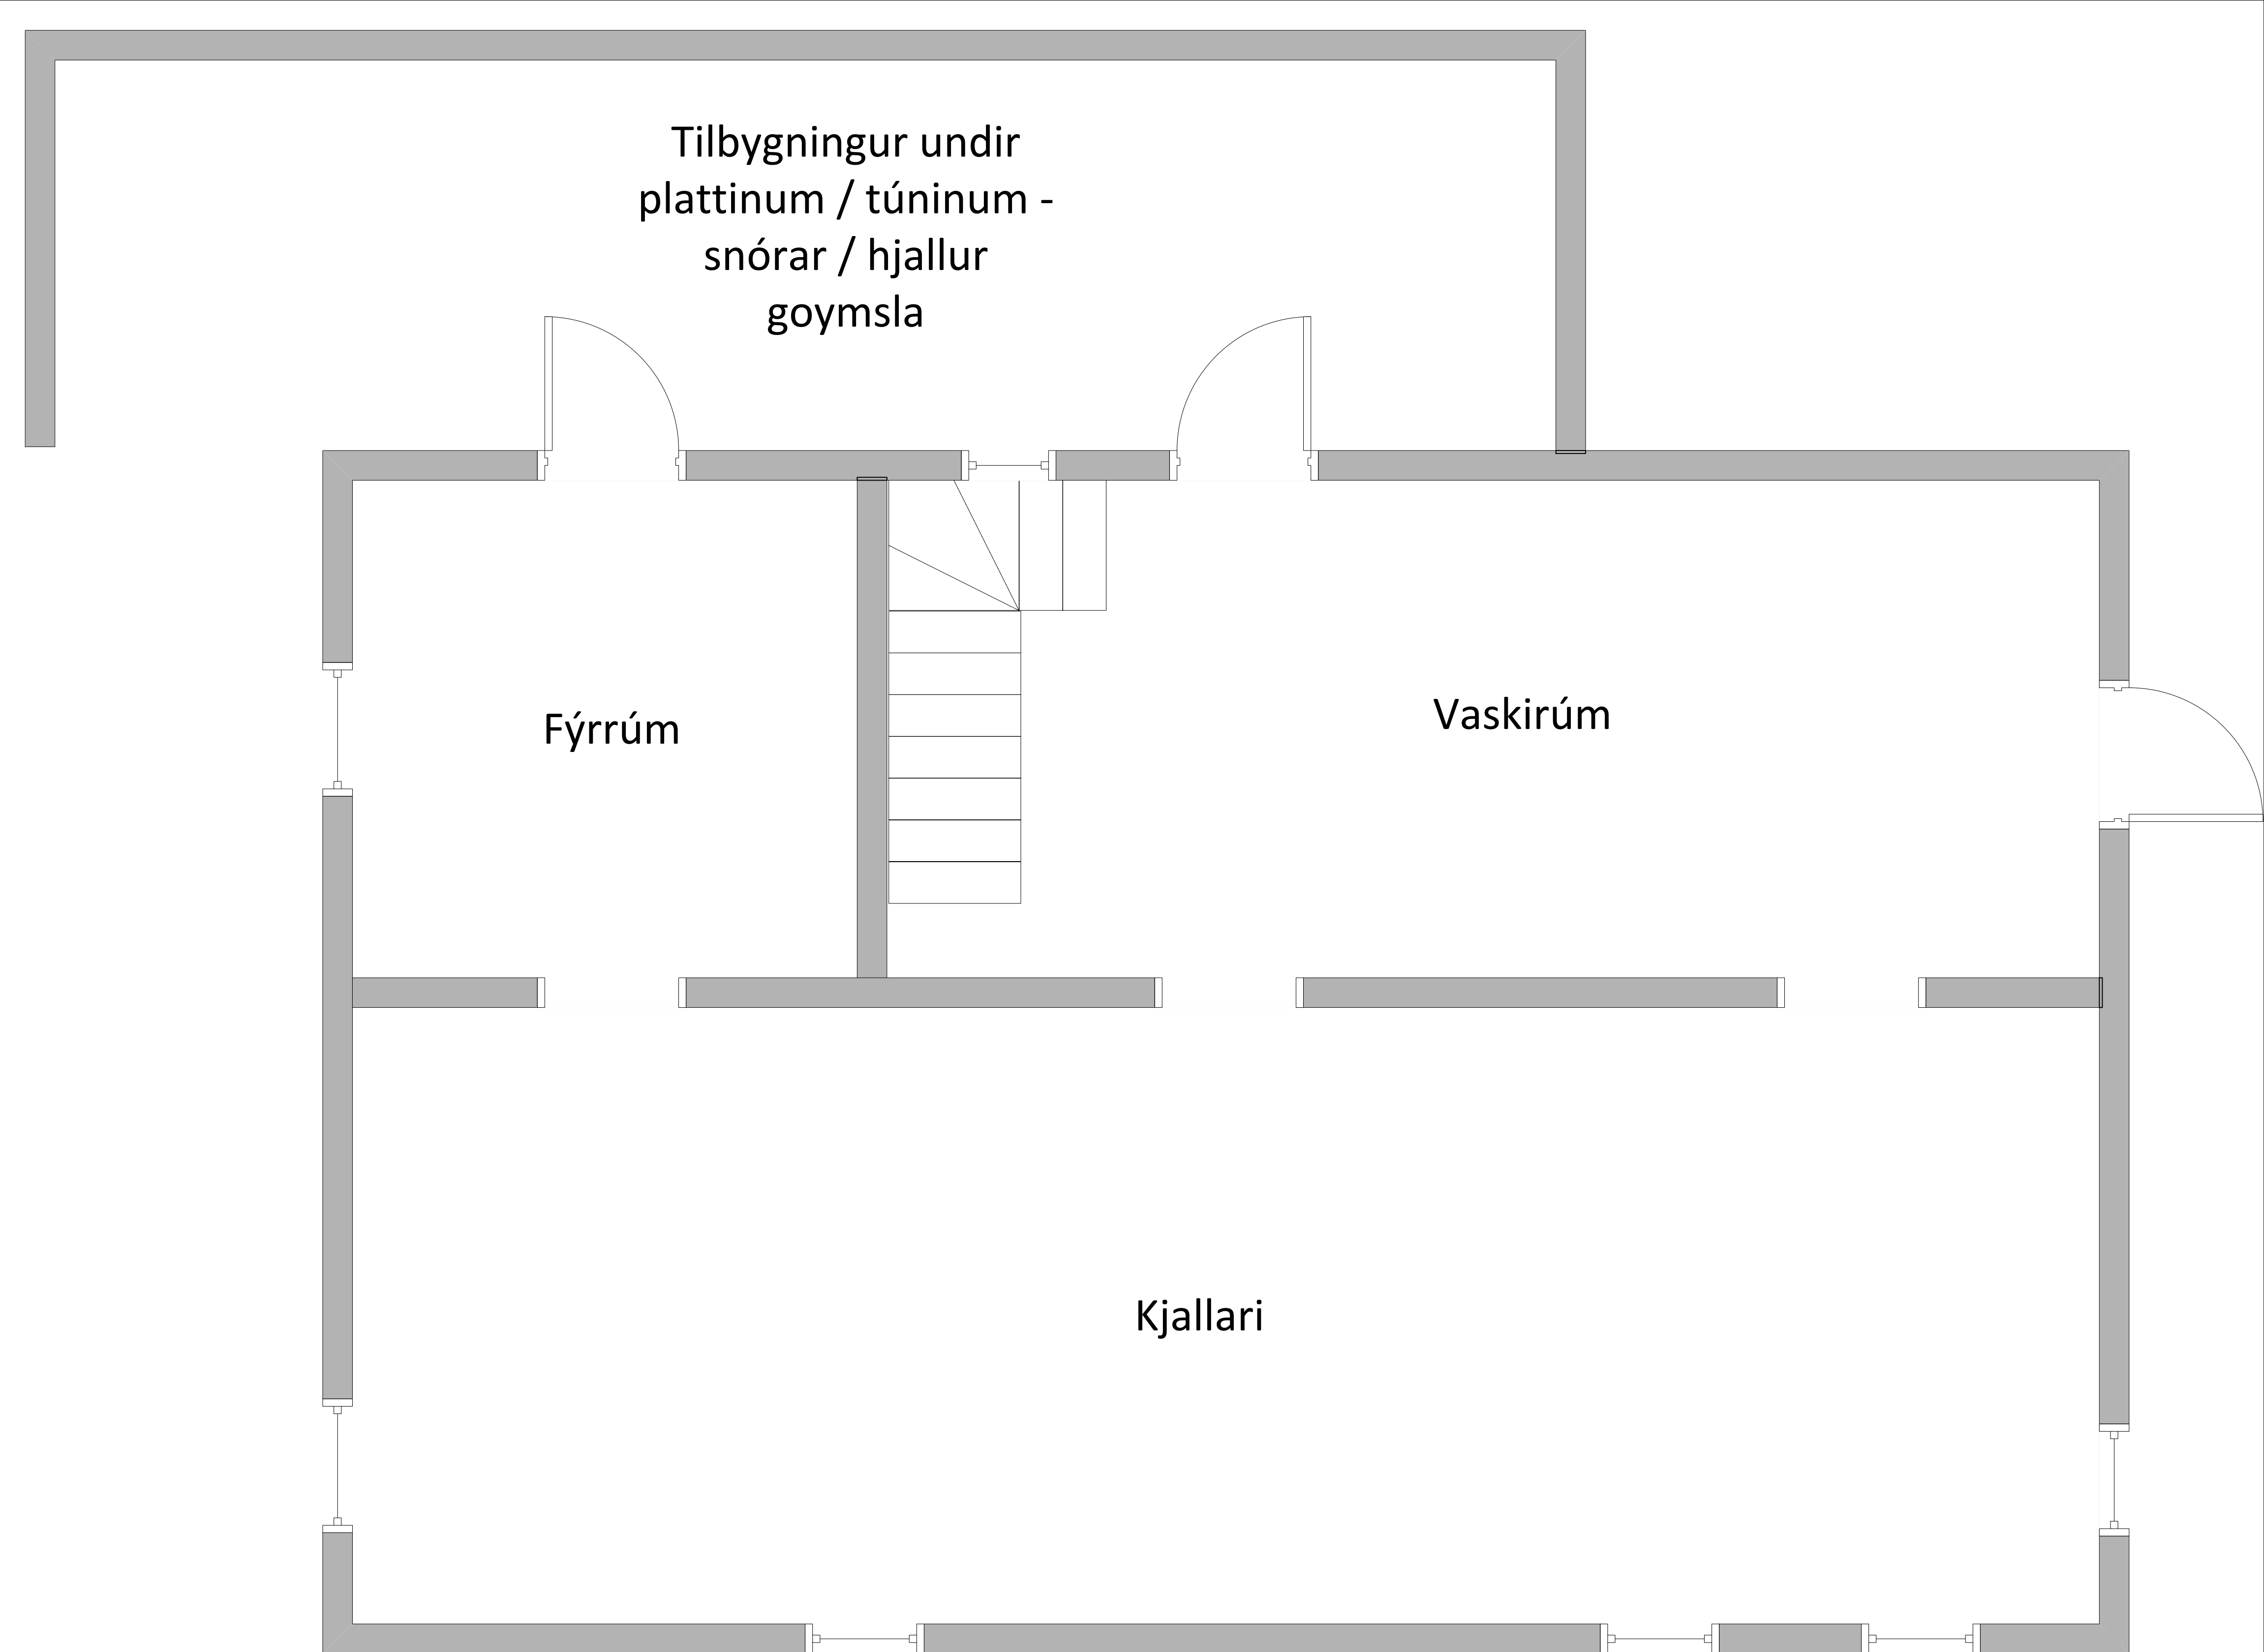 Tilbygningur undir
plattinum / túninum -
snórar / hjallur
goymsla
Fýrrúm
Vaskirúm
Kjallari